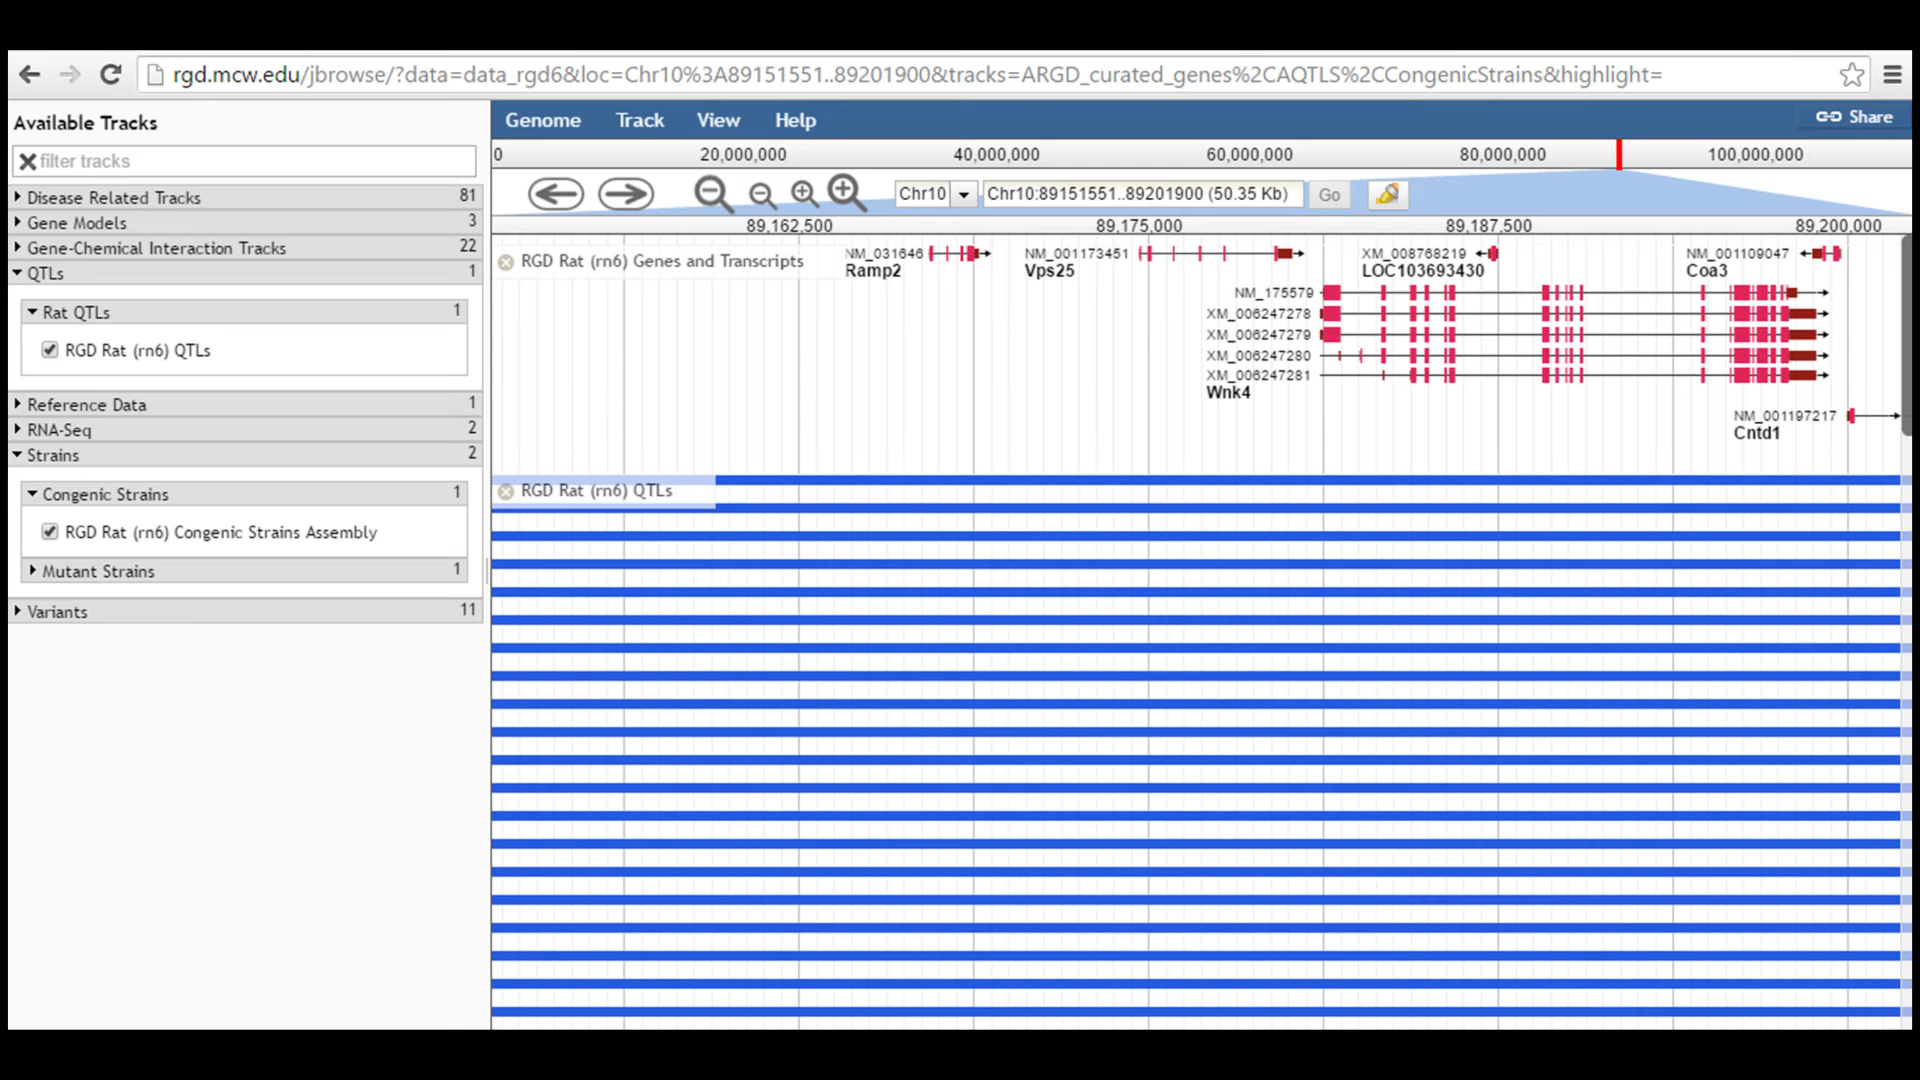 rgd.mcw.edu/jbrowse/?data=data_rgd6&loc=Chr10%3A89151551..89201900&tracks=ARGD_curated_genes%2CAQTLS%2CCongenicStrains&highlight=
Available Tracks
filter tracks
Disease Related Tracks 81
Gene Models 3
Gene-Chemical Interaction Tracks 22
QTLs 1
Rat QTLs 1
RGD Rat (rn6) QTLs
Reference Data 1
RNA-Seq 2
Strains 2
Congenic Strains 1
RGD Rat (rn6) Congenic Strains Assembly
Mutant Strains 1
Variants 11
Genome Track View Help Share
0 20,000,000 40,000,000 60,000,000 80,000,000 100,000,000
Chr10 Chr10:89151551..89201900 (50.35 Kb) Go
89,162,500 89,175,000 89,187,500 89,200,000
RGD Rat (rn6) Genes and Transcripts
NM_031646 NM_001173451 XM_008768219 NM_001109047
Ramp2 Vps25 LOC103693430 Coa3
NM_175579
XM_006247278
XM_006247279
XM_006247280
XM_006247281
Wnk4
NM_001197217
Cntd1
RGD Rat (rn6) QTLs